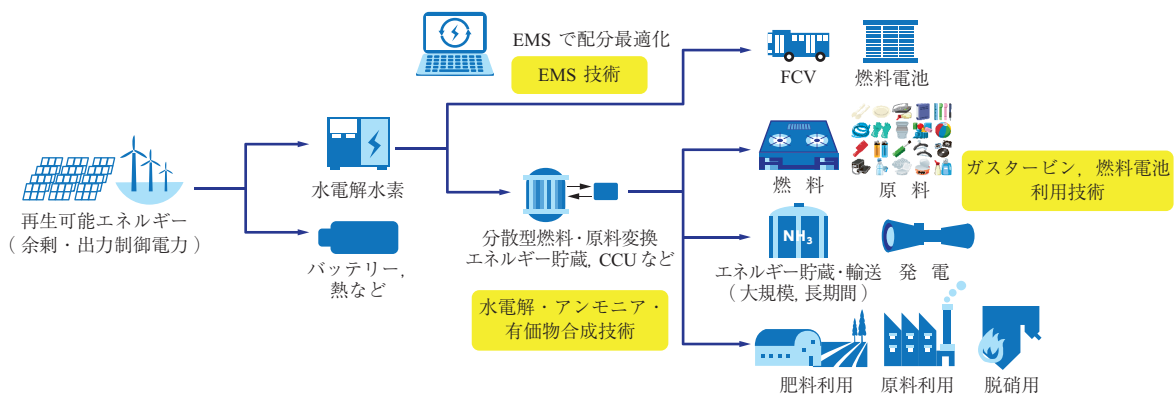 EMS で配分最適化
EMS 技術
FCV
燃料電池
水電解水素
再生可能エネルギー
( 余剰・出力制御電力 )
バッテリー,
熱など
分散型燃料・原料変換
エネルギー貯蔵, CCU など
水電解・アンモニア・
有価物合成技術
燃 料
原 料
ガスタービン, 燃料電池
利用技術
NH₃
エネルギー貯蔵・輸送
( 大規模, 長期間 )
発 電
肥料利用
原料利用
脱硝用